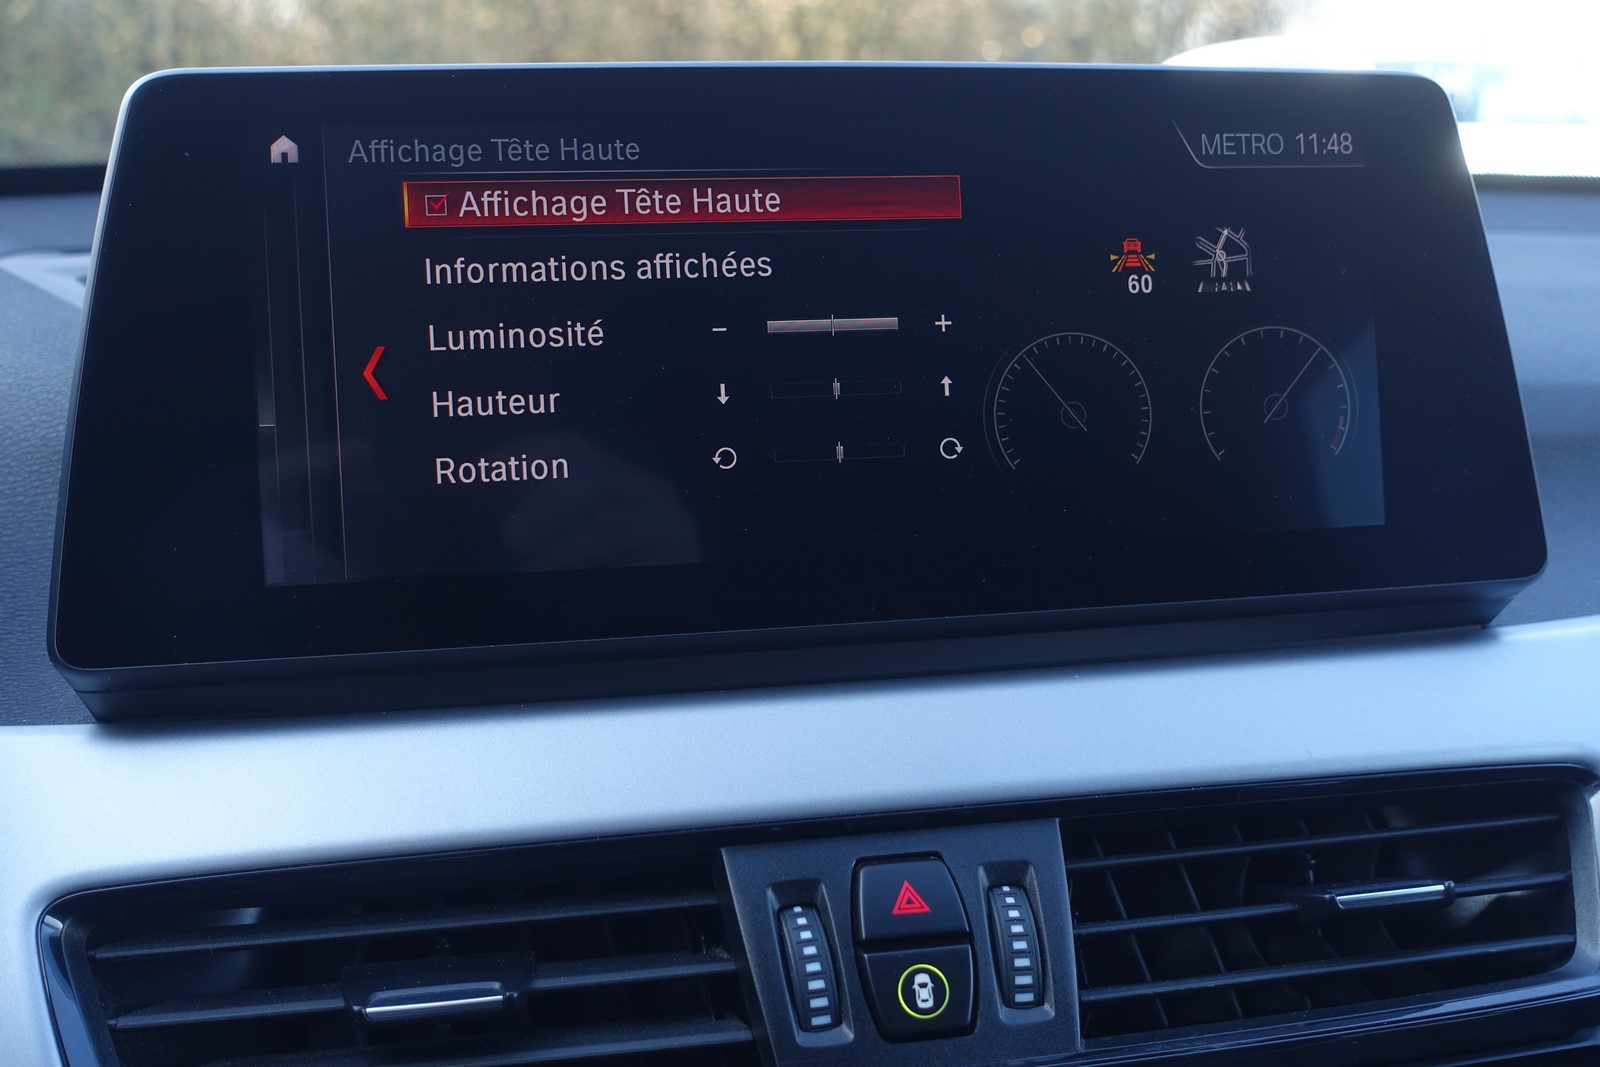 Affichage Tête Haute
METRO 11:48
Affichage Tête Haute
Informations affichées
60
Luminosité - +
Hauteur
Rotation